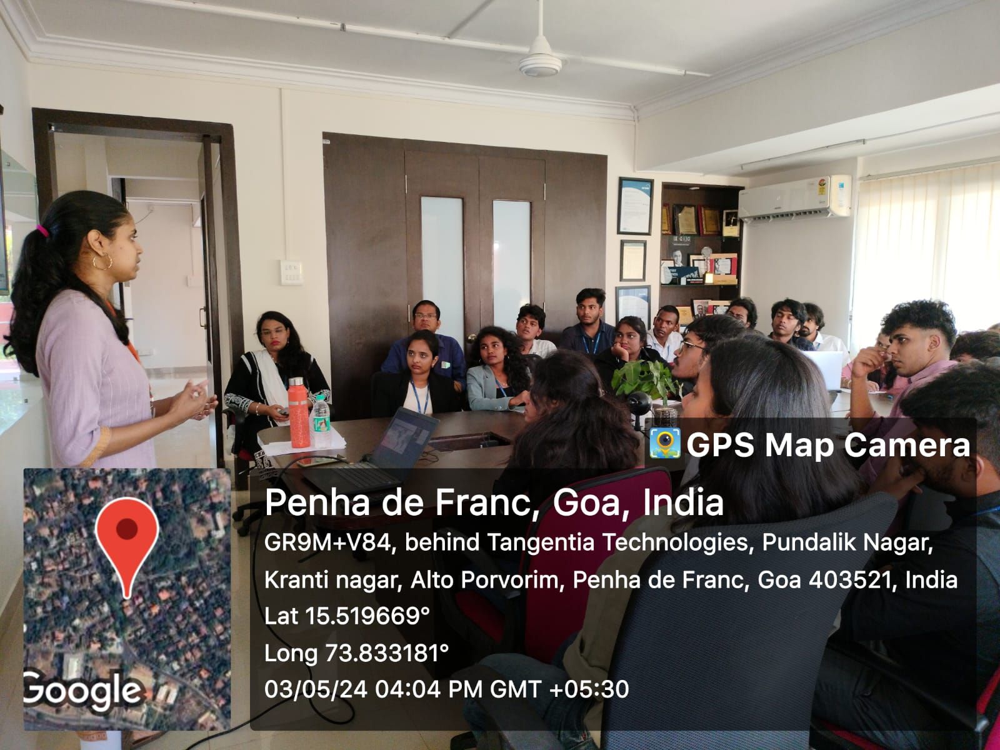 GPS Map Camera
Penha de Franc, Goa, India
GR9M+V84, behind Tangentia Technologies, Pundalik Nagar,
Kranti nagar, Alto Porvorim, Penha de Franc, Goa 403521, India
Lat 15.519669°
Long 73.833181°
03/05/24 04:04 PM GMT +05:30
Google